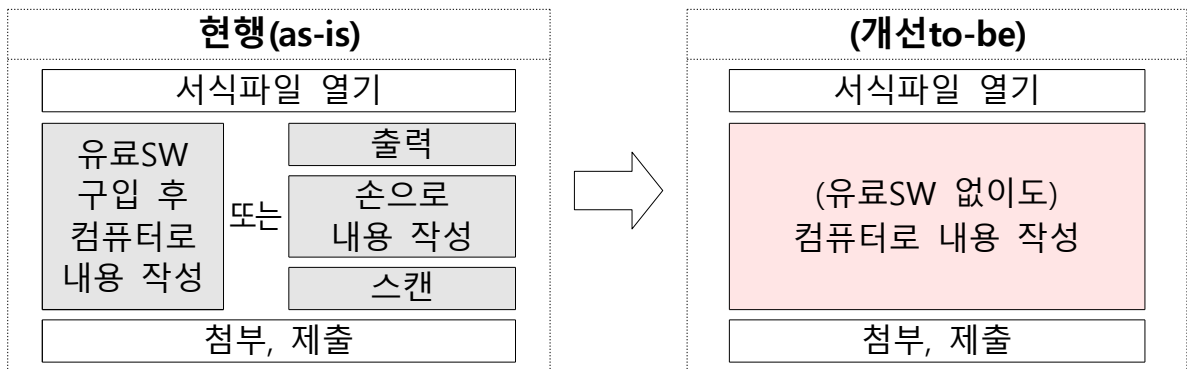 현행(as-is)
서식파일 열기
유료SW
구입 후
컴퓨터로
내용 작성
또는
출력
손으로
내용 작성
스캔
첨부, 제출
(개선to-be)
서식파일 열기
(유료SW 없이도)
컴퓨터로 내용 작성
첨부, 제출